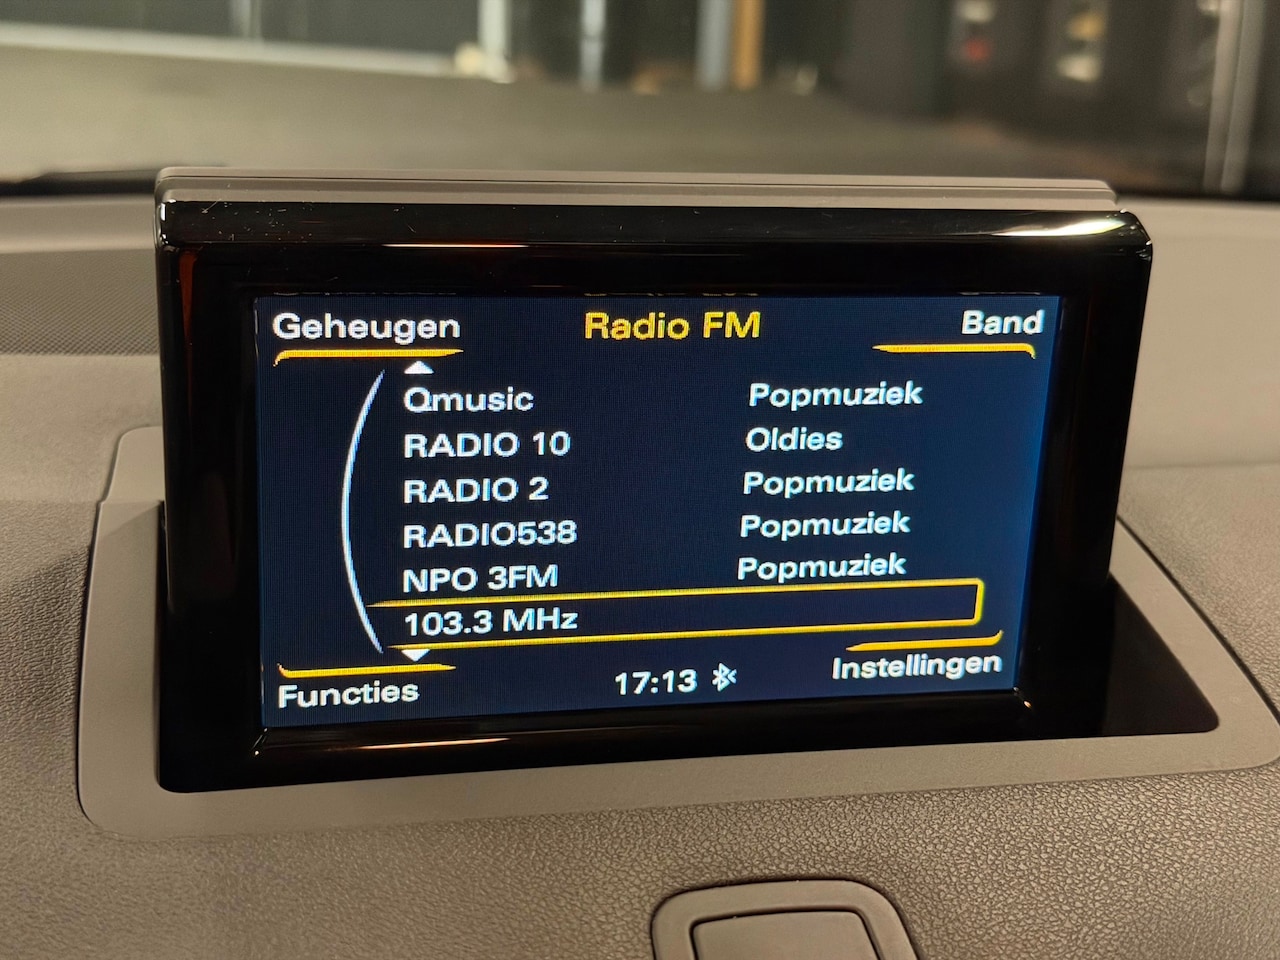 Geheugen Radio FM Band
Qmusic Popmuziek
RADIO 10 Oldies
RADIO 2 Popmuziek
RADIO538 Popmuziek
NPO 3FM Popmuziek
103.3 MHz
Functies 17:13 Instellingen